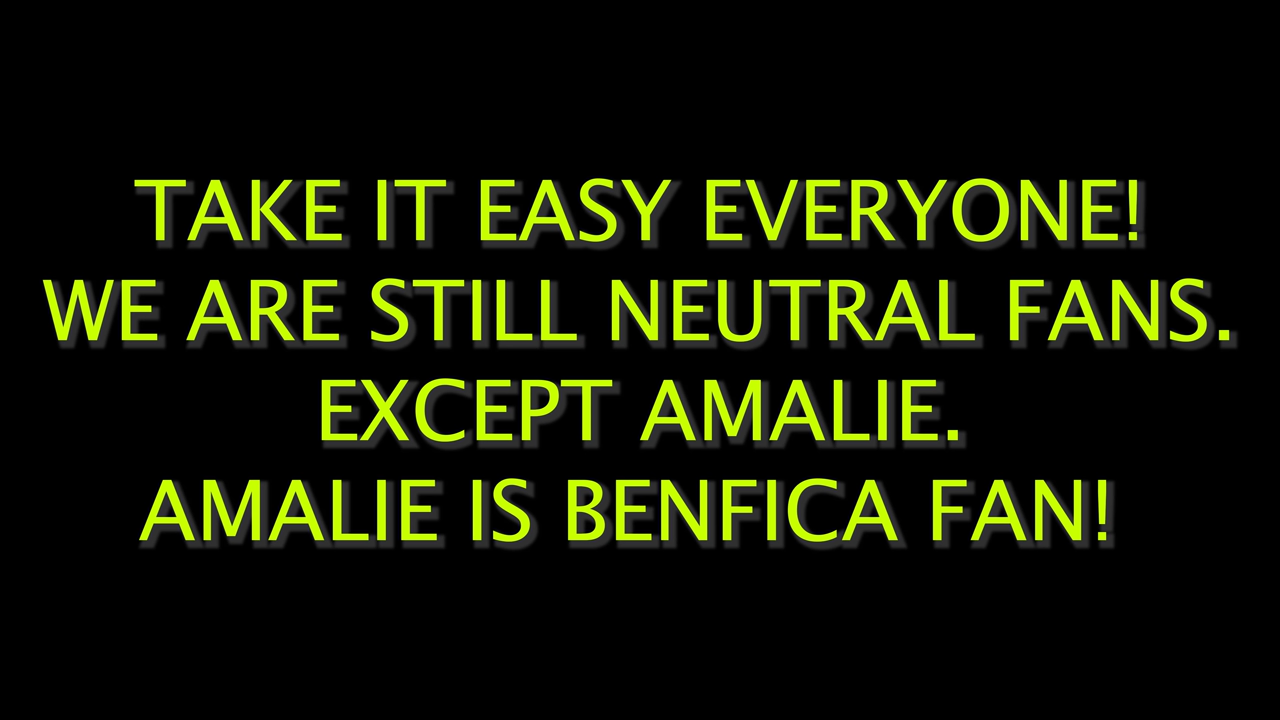 TAKE IT EASY EVERYONE!
WE ARE STILL NEUTRAL FANS.
EXCEPT AMALIE.
AMALIE IS BENFICA FAN!